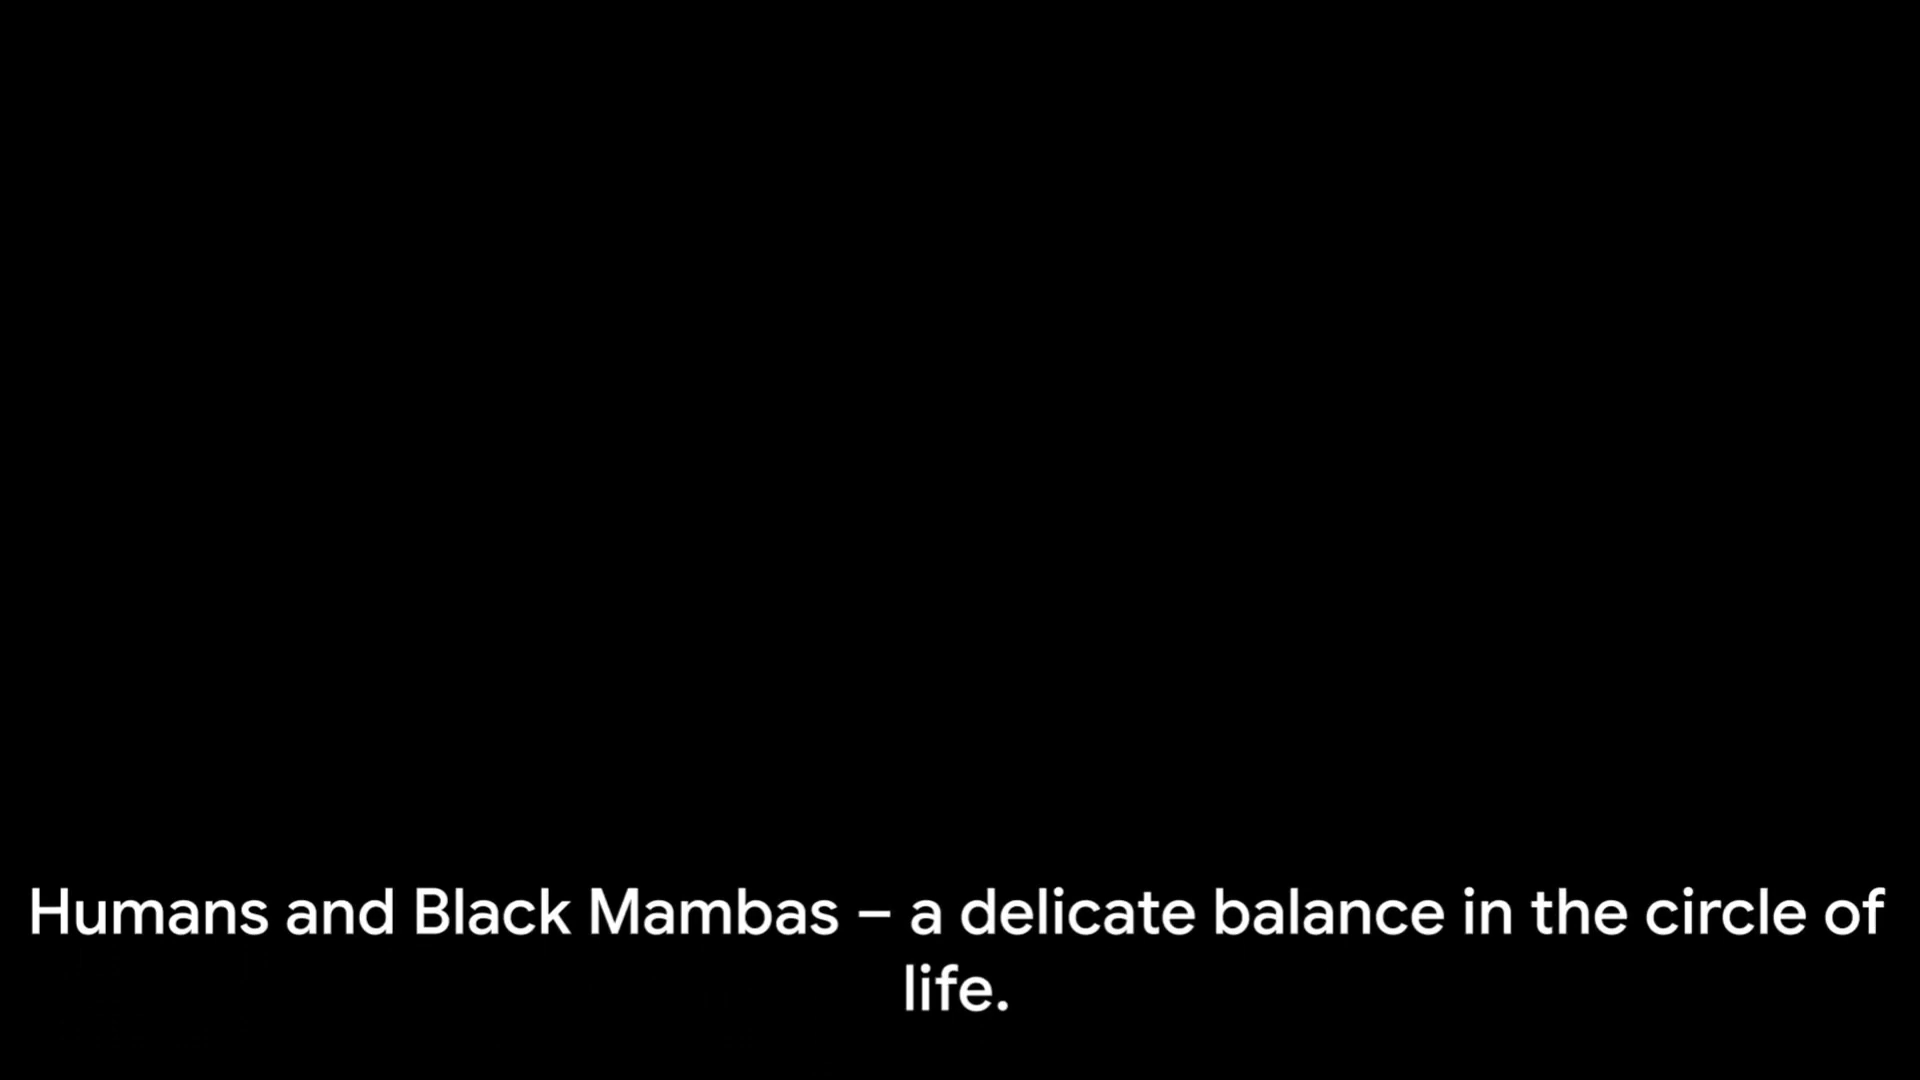 Humans and Black Mambas – a delicate balance in the circle of
life.